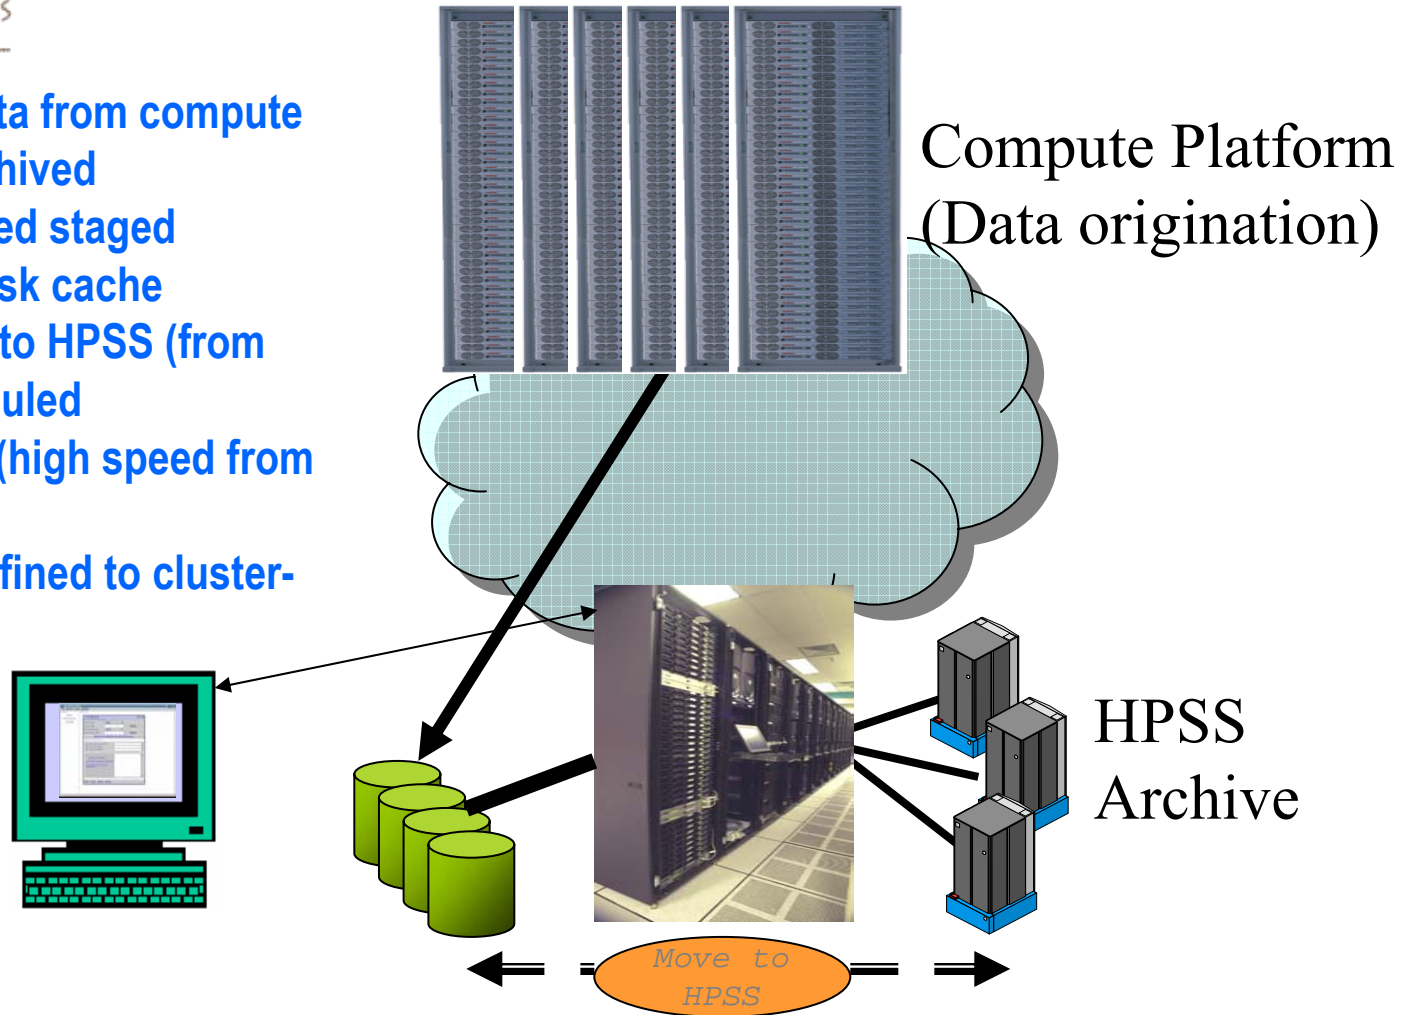 ta from compute
hived
ed staged
sk cache
to HPSS (from
uled
(high speed from
fined to cluster-
Compute Platform
(Data origination)
HPSS
Archive
Move to
HPSS